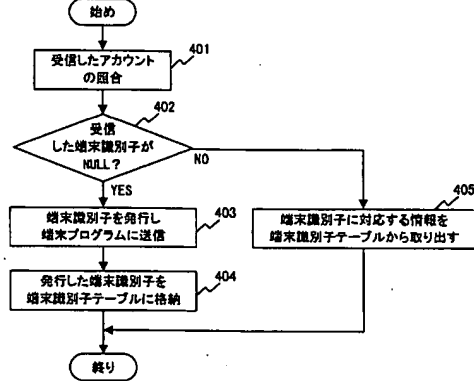 始め
受信したアカウント
の照合
401
402
受信
した端末識別子が
NULL？
NO
YES
端末識別子を発行し
端末プログラムに送信
403
405
端末識別子に対応する情報を
端末識別子テーブルから取り出す
発行した端末識別子を
端末識別子テーブルに格納
404
終り